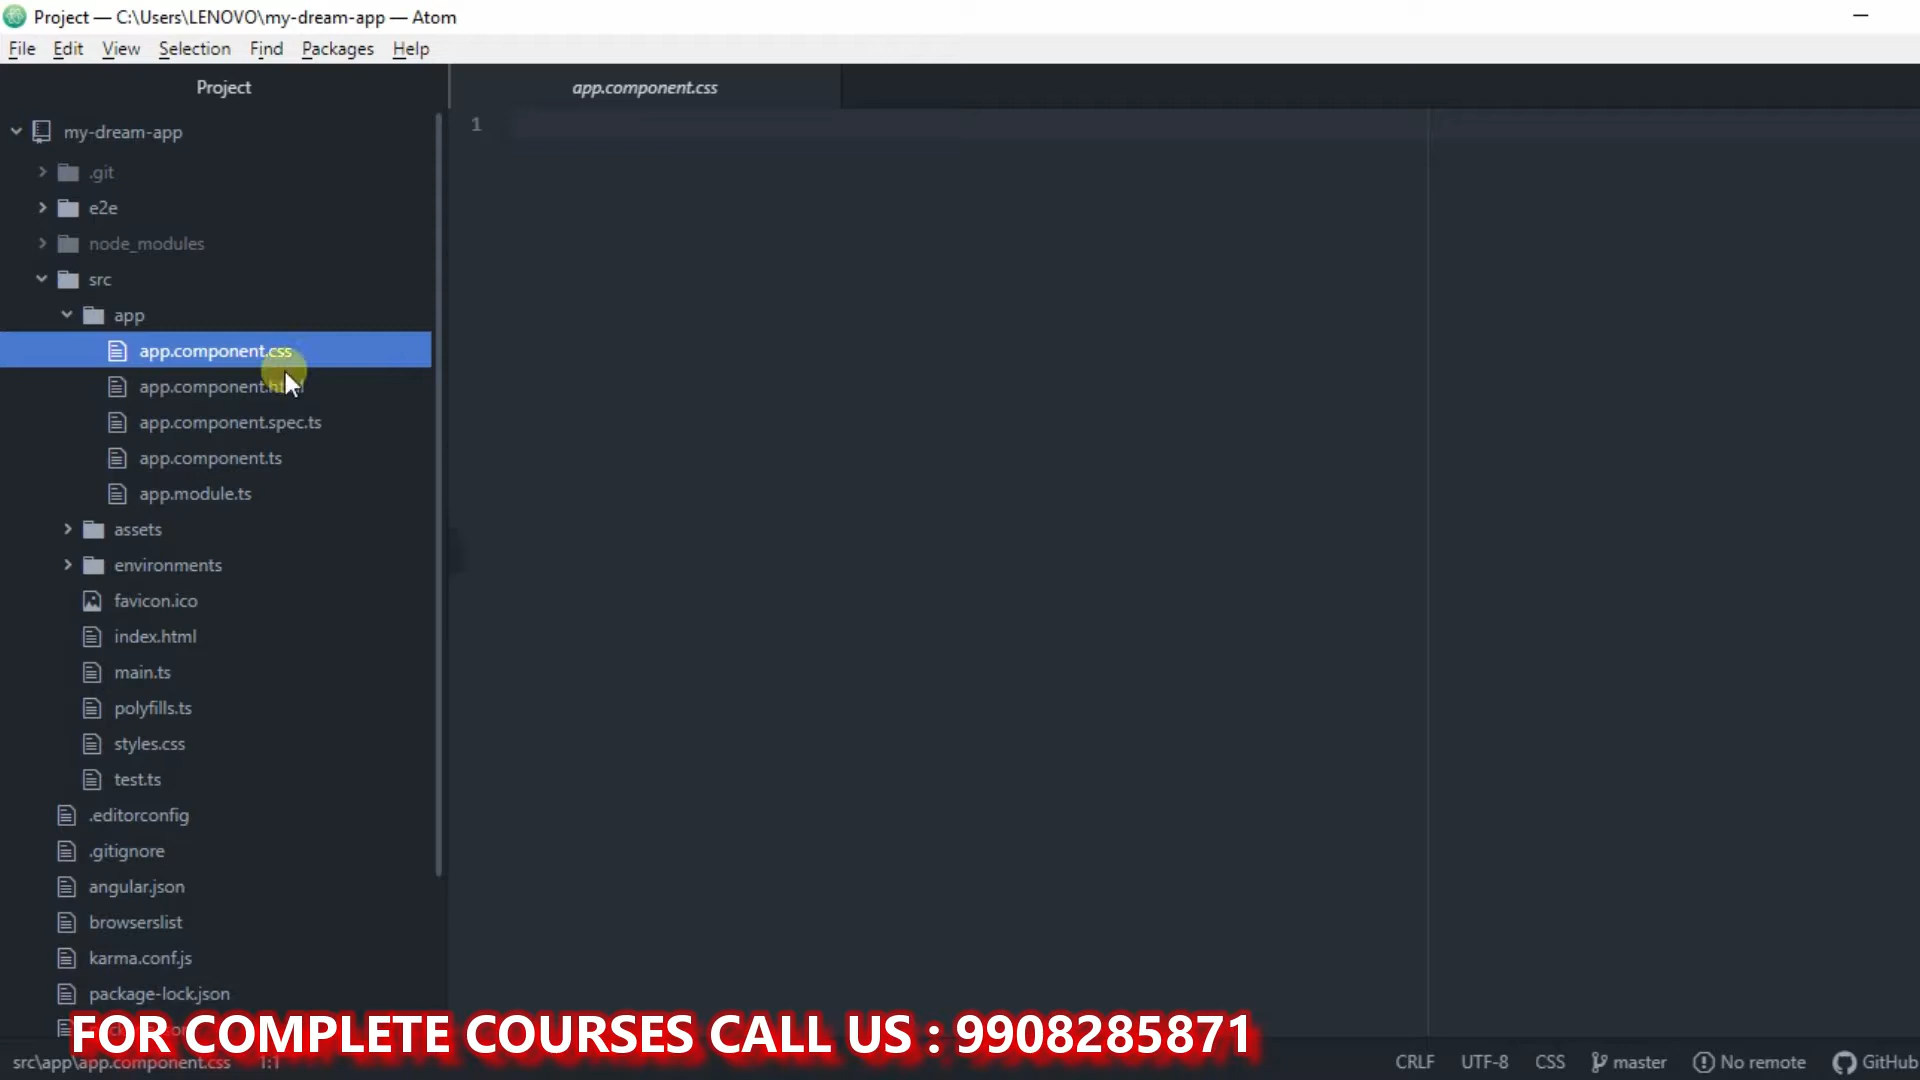 Project — C:\Users\LENOVO\my-dream-app — Atom
File Edit View Selection Find Packages Help
Project
app.component.css
my-dream-app
1
.git
e2e
node_modules
src
app
app.component.css
app.component.html
app.component.spec.ts
app.component.ts
app.module.ts
assets
environments
favicon.ico
index.html
main.ts
polyfills.ts
styles.css
test.ts
.editorconfig
.gitignore
angular.json
browserslist
karma.conf.js
package-lock.json
FOR COMPLETE COURSES CALL US : 9908285871
src\app\app.component.css 1:1 CRLF UTF-8 CSS master No remote GitHub